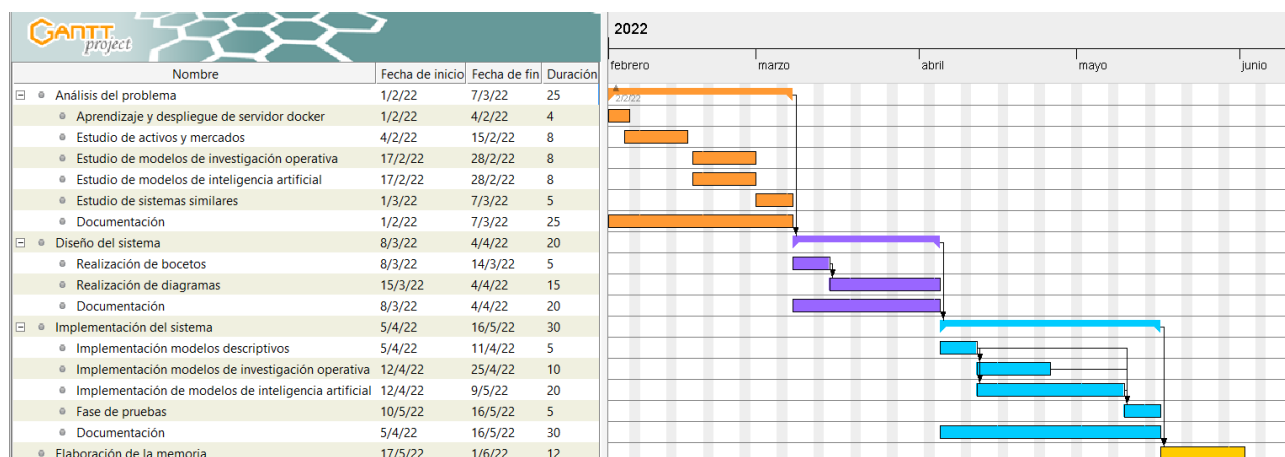 GANTT
project
2022
Nombre Fecha de inicio Fecha de fin Duración
febrero marzo abril mayo junio
Análisis del problema 1/2/22 7/3/22 25
2/2/22
Aprendizaje y despliegue de servidor docker 1/2/22 4/2/22 4
Estudio de activos y mercados 4/2/22 15/2/22 8
Estudio de modelos de investigación operativa 17/2/22 28/2/22 8
Estudio de modelos de inteligencia artificial 17/2/22 28/2/22 8
Estudio de sistemas similares 1/3/22 7/3/22 5
Documentación 1/2/22 7/3/22 25
Diseño del sistema 8/3/22 4/4/22 20
Realización de bocetos 8/3/22 14/3/22 5
Realización de diagramas 15/3/22 4/4/22 15
Documentación 8/3/22 4/4/22 20
Implementación del sistema 5/4/22 16/5/22 30
Implementación modelos descriptivos 5/4/22 11/4/22 5
Implementación modelos de investigación operativa 12/4/22 25/4/22 10
Implementación de modelos de inteligencia artificial 12/4/22 9/5/22 20
Fase de pruebas 10/5/22 16/5/22 5
Documentación 5/4/22 16/5/22 30
Elaboración de la memoria 17/5/22 1/6/22 12